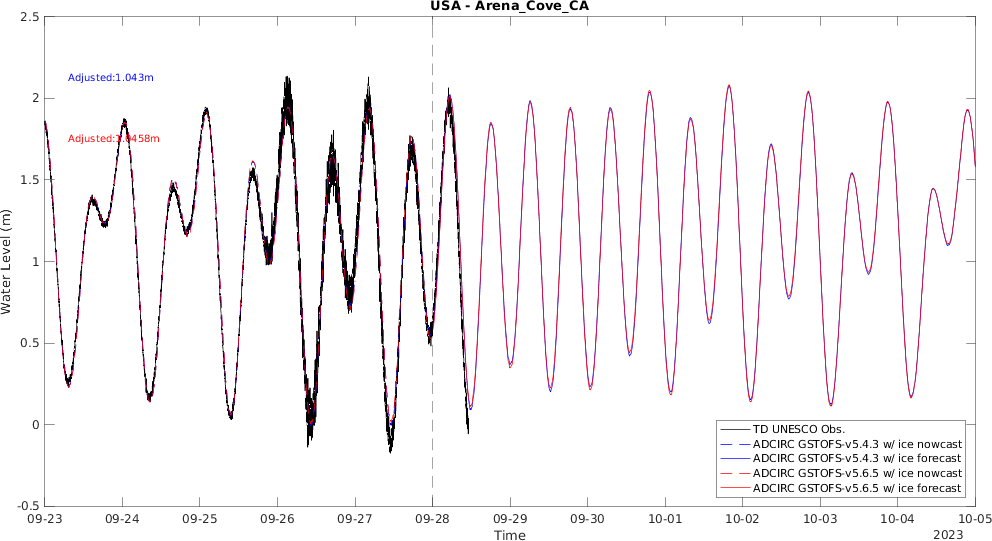 USA - Arena_Cove_CA
2.5
2
1.5
1
0.5
0
-0.5
Water Level (m)
Adjusted:1.043m
Adjusted:1.0458m
TD UNESCO Obs.
ADCIRC GSTOFS-v5.4.3 w/ ice nowcast
ADCIRC GSTOFS-v5.4.3 w/ ice forecast
ADCIRC GSTOFS-v5.6.5 w/ ice nowcast
ADCIRC GSTOFS-v5.6.5 w/ ice forecast
09-23 09-24 09-25 09-26 09-27 09-28 09-29 09-30 10-01 10-02 10-03 10-04 10-05
Time
2023